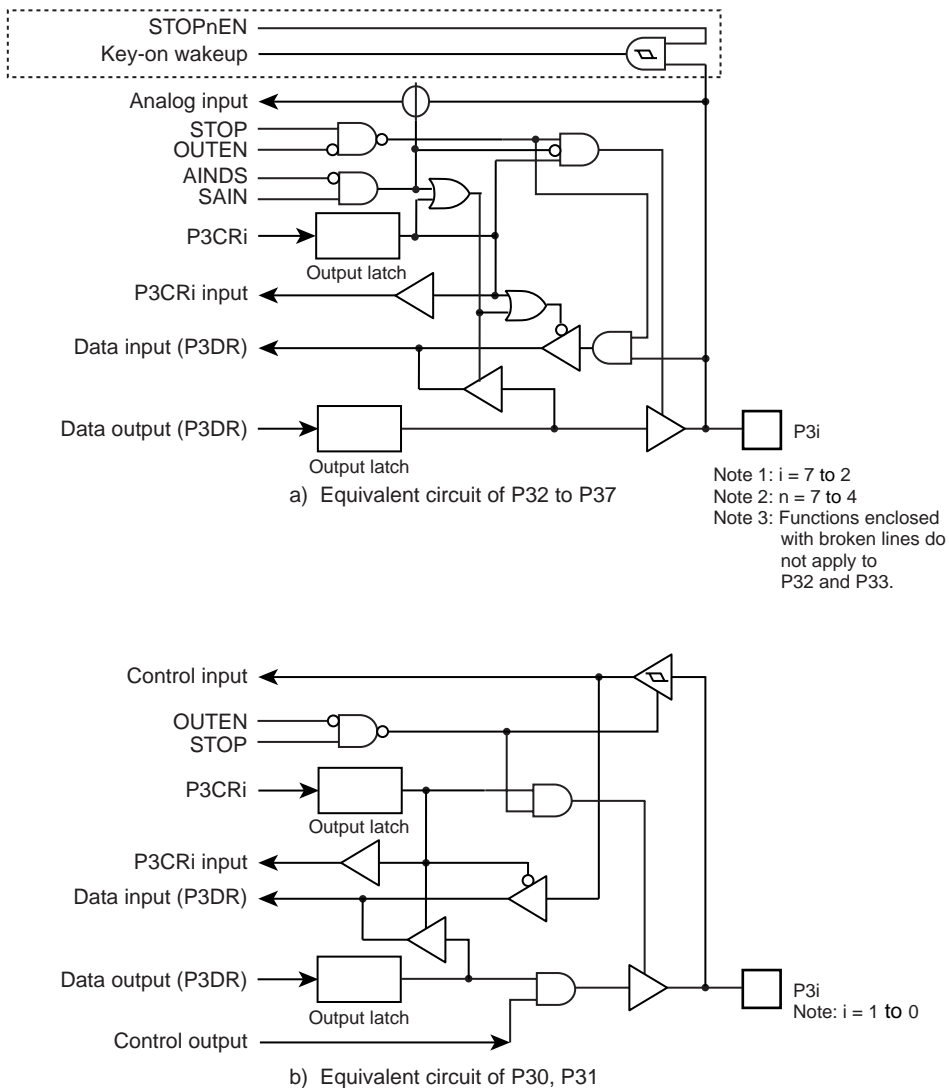 STOPnEN
Key-on wakeup
Analog input
STOP
OUTEN
AINDS
SAIN
P3CRi
Output latch
P3CRi input
Data input (P3DR)
Data output (P3DR)
Output latch
P3i
a) Equivalent circuit of P32 to P37
Note 1: i = 7 to 2
Note 2: n = 7 to 4
Note 3: Functions enclosed
with broken lines do
not apply to
P32 and P33.
Control input
OUTEN
STOP
P3CRi
Output latch
P3CRi input
Data input (P3DR)
Data output (P3DR)
Output latch
Control output
P3i
Note: i = 1 to 0
b) Equivalent circuit of P30, P31